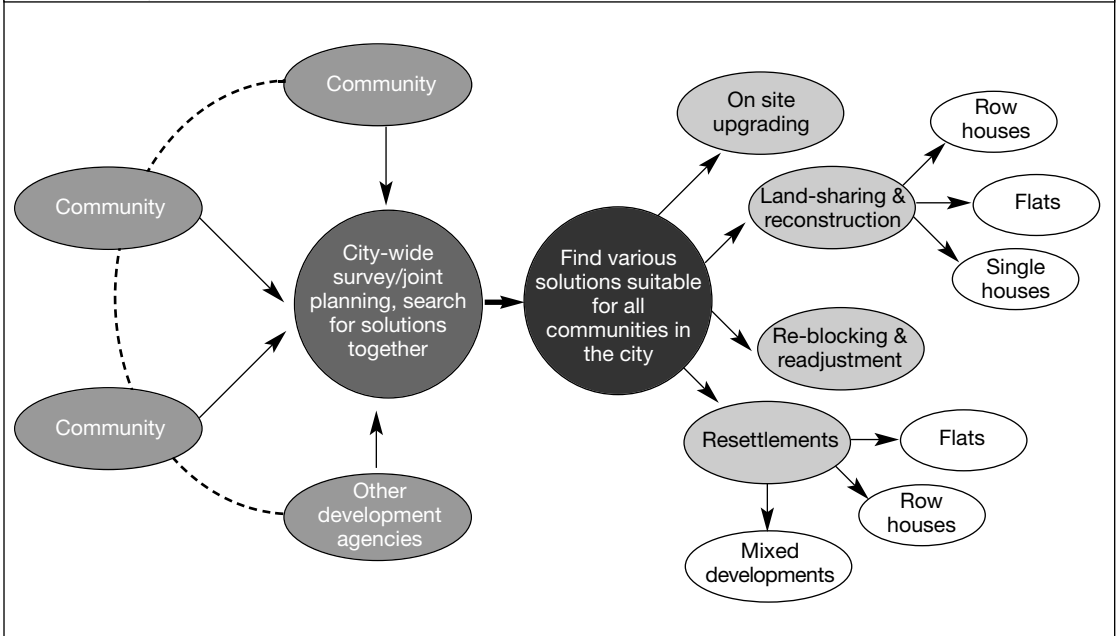 Community
Community
Community
Other
development
agencies
City-wide
survey/joint
planning, search
for solutions
together
Find various
solutions suitable
for all
communities in
the city
On site
upgrading
Land-sharing &
reconstruction
Row
houses
Flats
Single
houses
Re-blocking &
readjustment
Resettlements
Flats
Row
houses
Mixed
developments